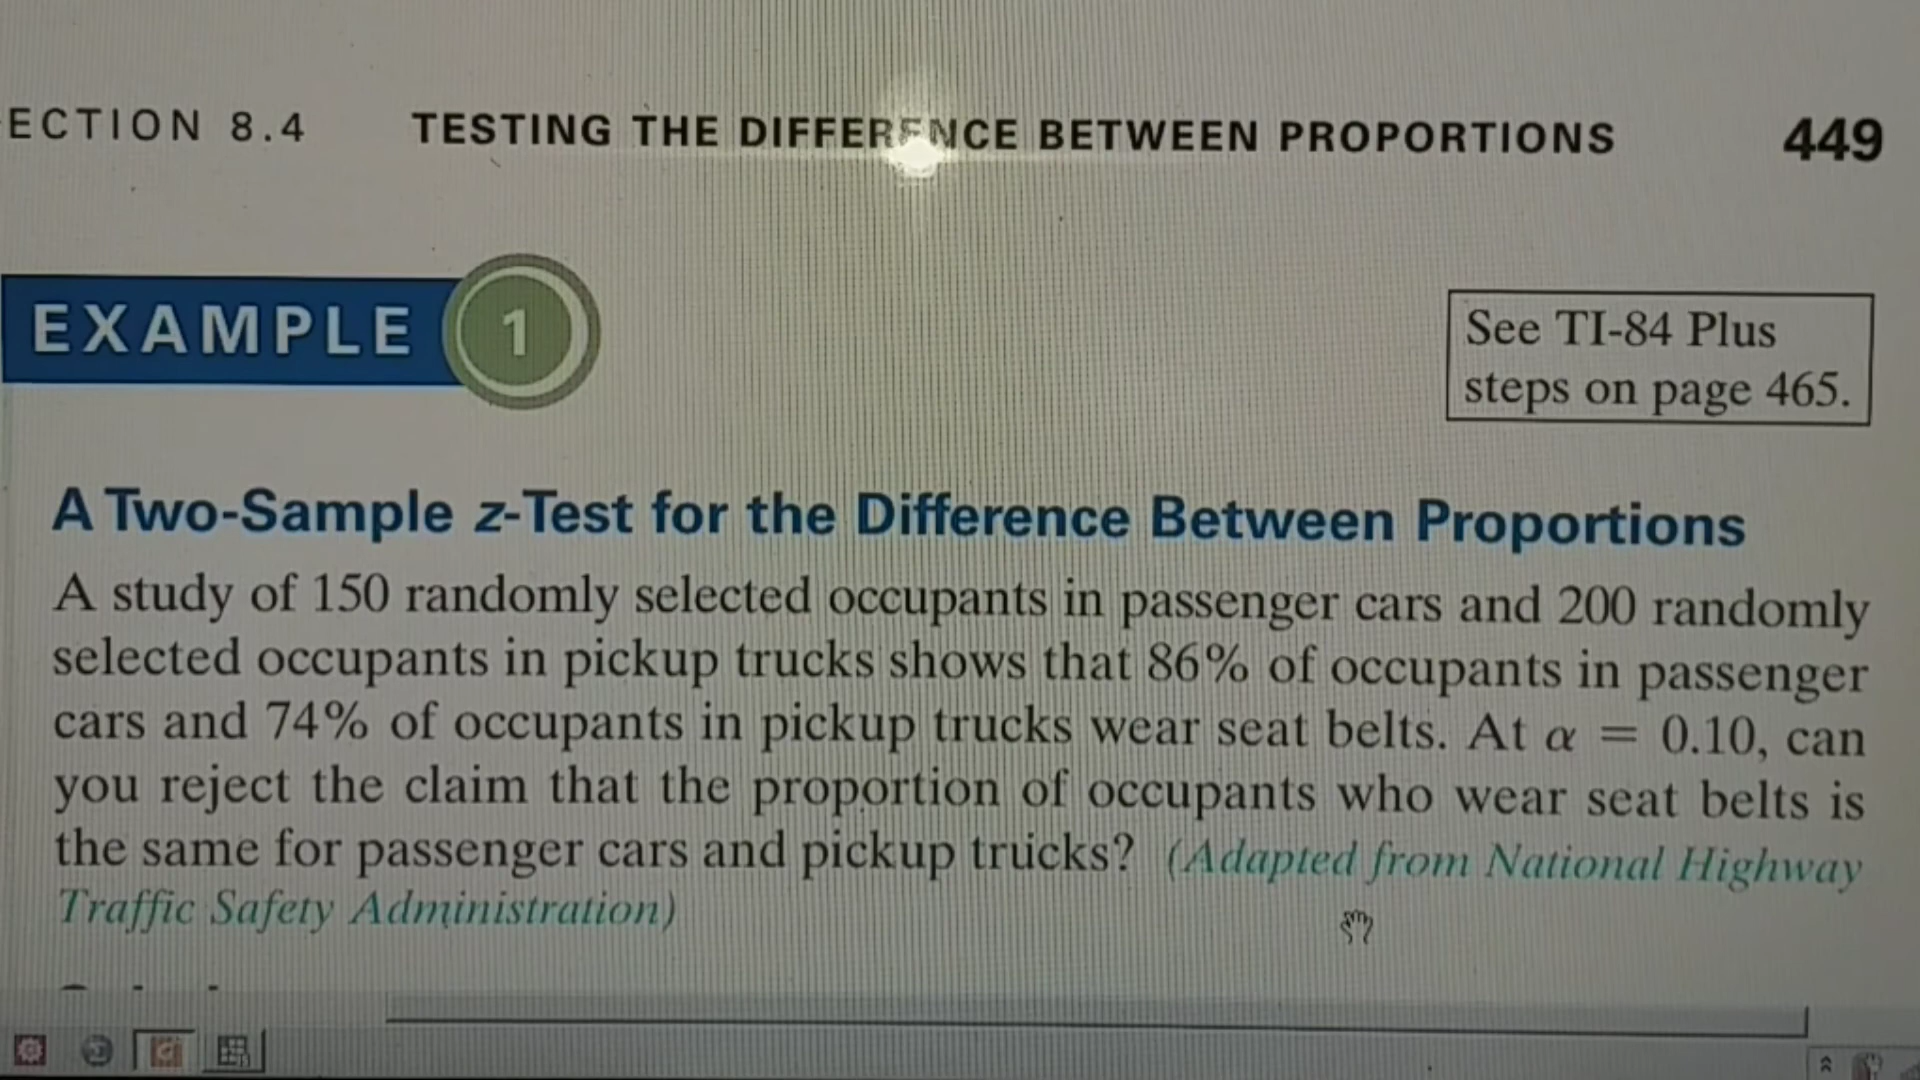 ECTION 8.4 TESTING THE DIFFERENCE BETWEEN PROPORTIONS 449
EXAMPLE 1
See TI-84 Plus
steps on page 465.
A Two-Sample z-Test for the Difference Between Proportions
A study of 150 randomly selected occupants in passenger cars and 200 randomly
selected occupants in pickup trucks shows that 86% of occupants in passenger
cars and 74% of occupants in pickup trucks wear seat belts. At α = 0.10, can
you reject the claim that the proportion of occupants who wear seat belts is
the same for passenger cars and pickup trucks? (Adapted from National Highway
Traffic Safety Administration)